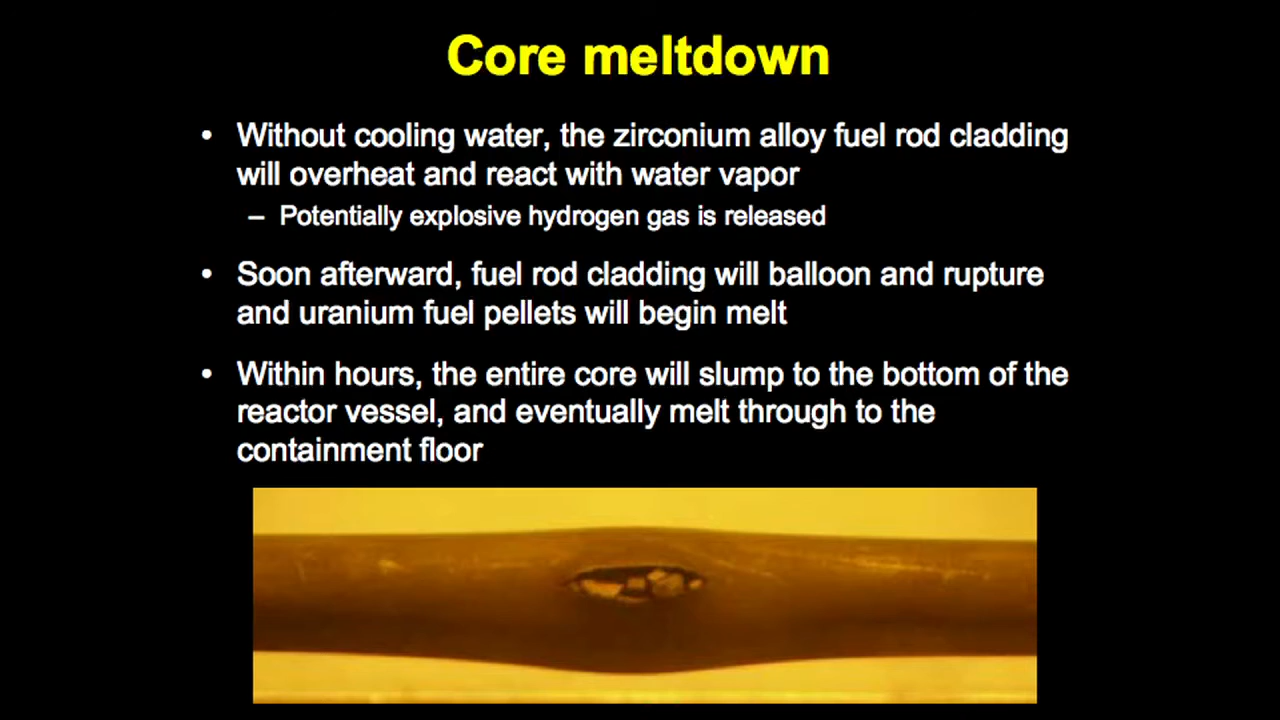 Core meltdown
• Without cooling water, the zirconium alloy fuel rod cladding
will overheat and react with water vapor
– Potentially explosive hydrogen gas is released
• Soon afterward, fuel rod cladding will balloon and rupture
and uranium fuel pellets will begin melt
• Within hours, the entire core will slump to the bottom of the
reactor vessel, and eventually melt through to the
containment floor